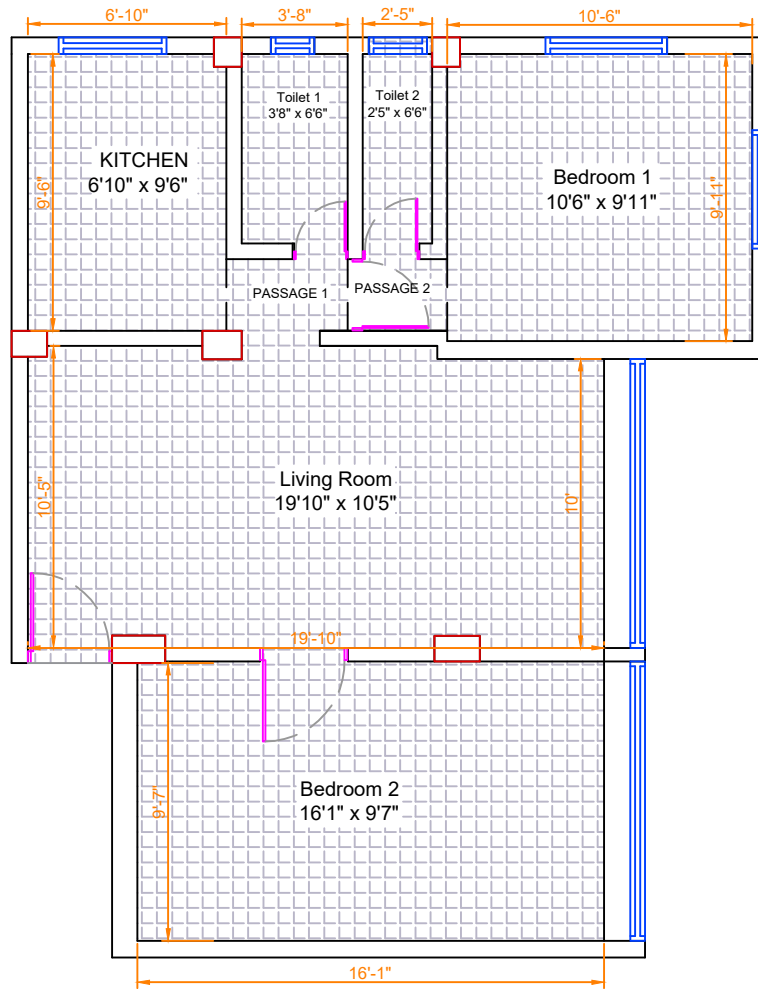 6'-10"
3'-8"
2'-5"
10'-6"
Toilet 1
3'8" x 6'6"
Toilet 2
2'5" x 6'6"
KITCHEN
6'10" x 9'6"
Bedroom 1
10'6" x 9'11"
9'-6"
9'-11"
PASSAGE 1
PASSAGE 2
Living Room
19'10" x 10'5"
10'-5"
10'
19'-10"
Bedroom 2
16'1" x 9'7"
9'-7"
16'-1"